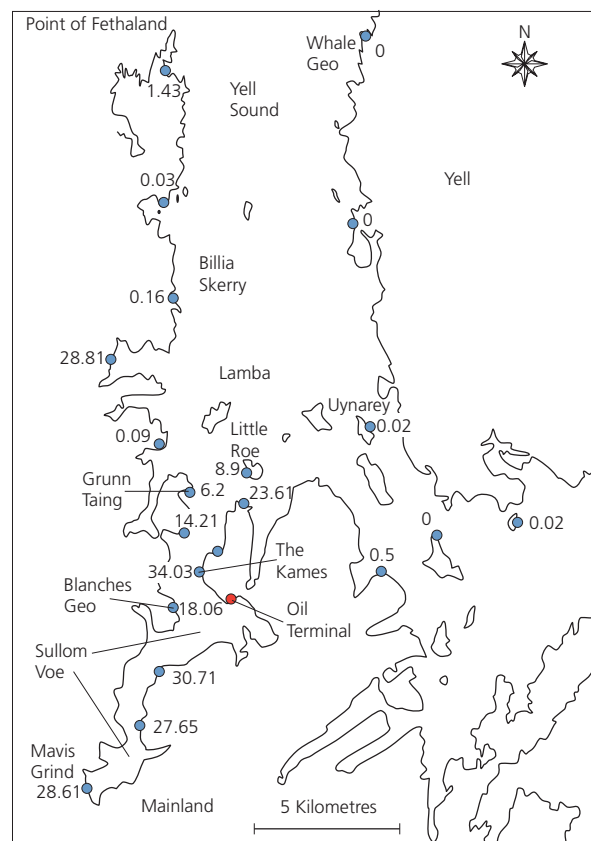 Point of Fethaland
Whale
Geo
0
N
1.43
Yell
Sound
Yell
0.03
0
Billia
Skerry
0.16
28.81
Lamba
Uynarey
0.02
0.09
Little
Roe
8.9
Grunn
Taing
6.2
23.61
14.21
0
0.02
The
Kames
0.5
34.03
Blanches
Geo
18.06
Oil
Terminal
Sullom
Voe
30.71
27.65
Mavis
Grind
28.61
Mainland
5 Kilometres